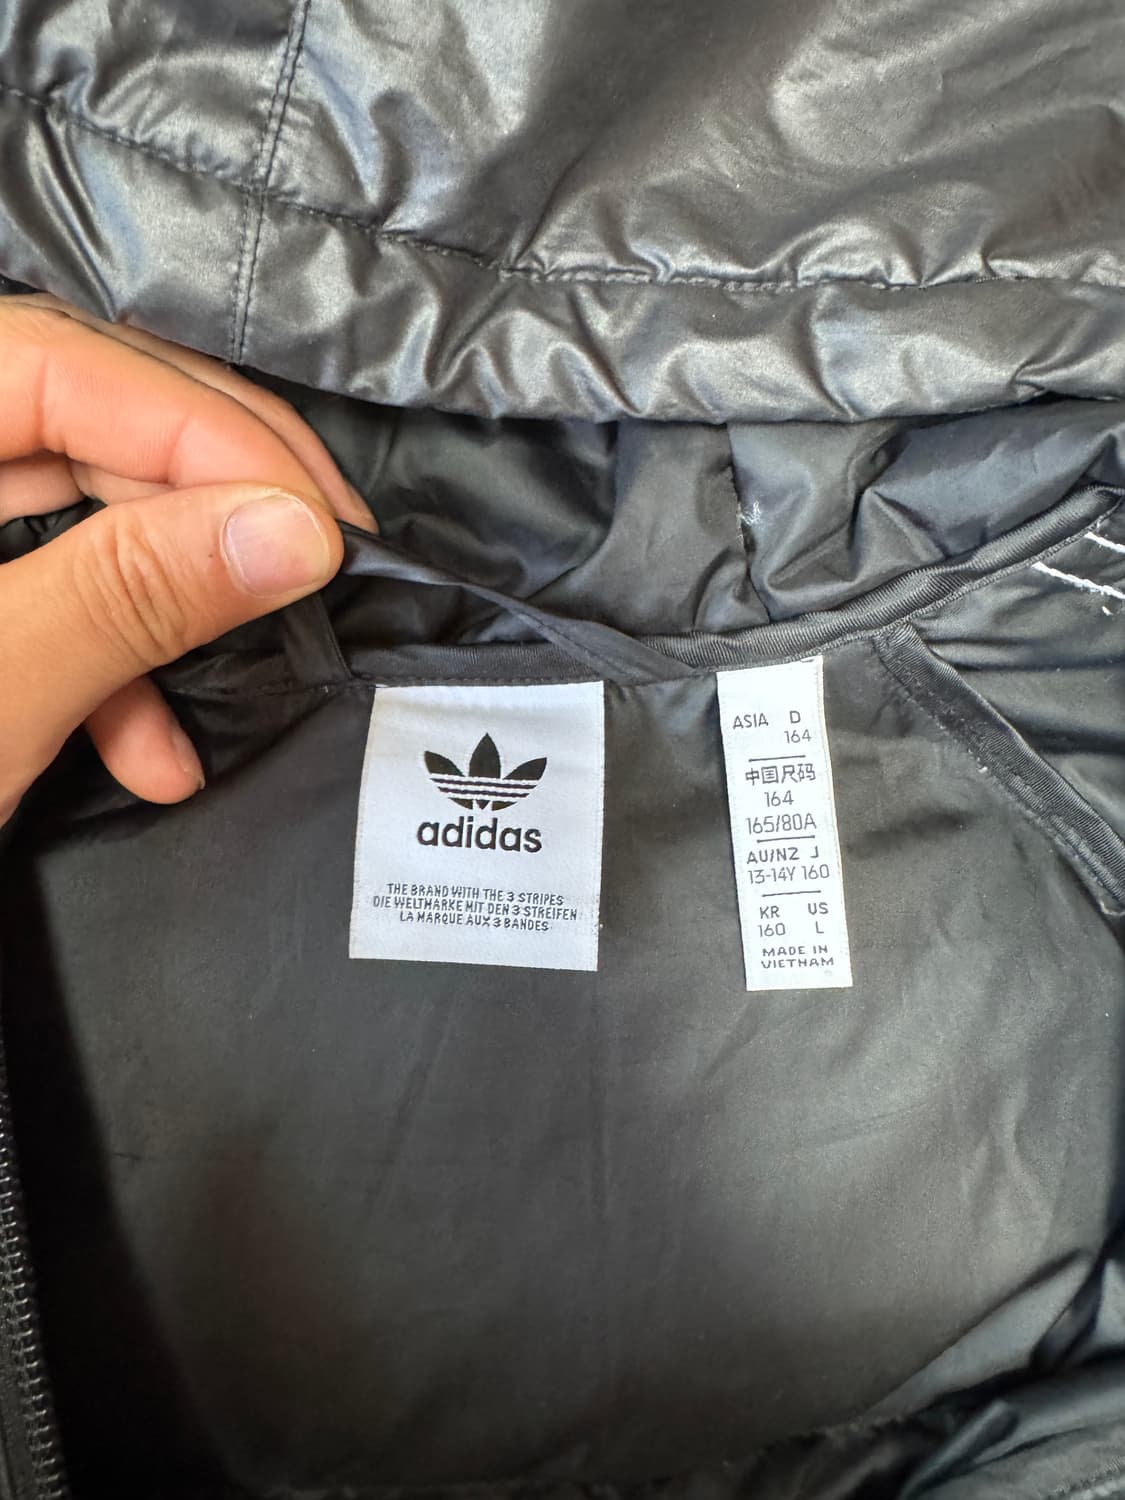 adidas
THE BRAND WITH THE 3 STRIPES
DIE WELTMARKE MIT DEN 3 STREIFEN
LA MARQUE AUX 3 BANDES
ASIA D
164
中国尺码
164
165/80A
AU/NZ J
13-14Y 160
KR US
160 L
MADE IN
VIETNAM